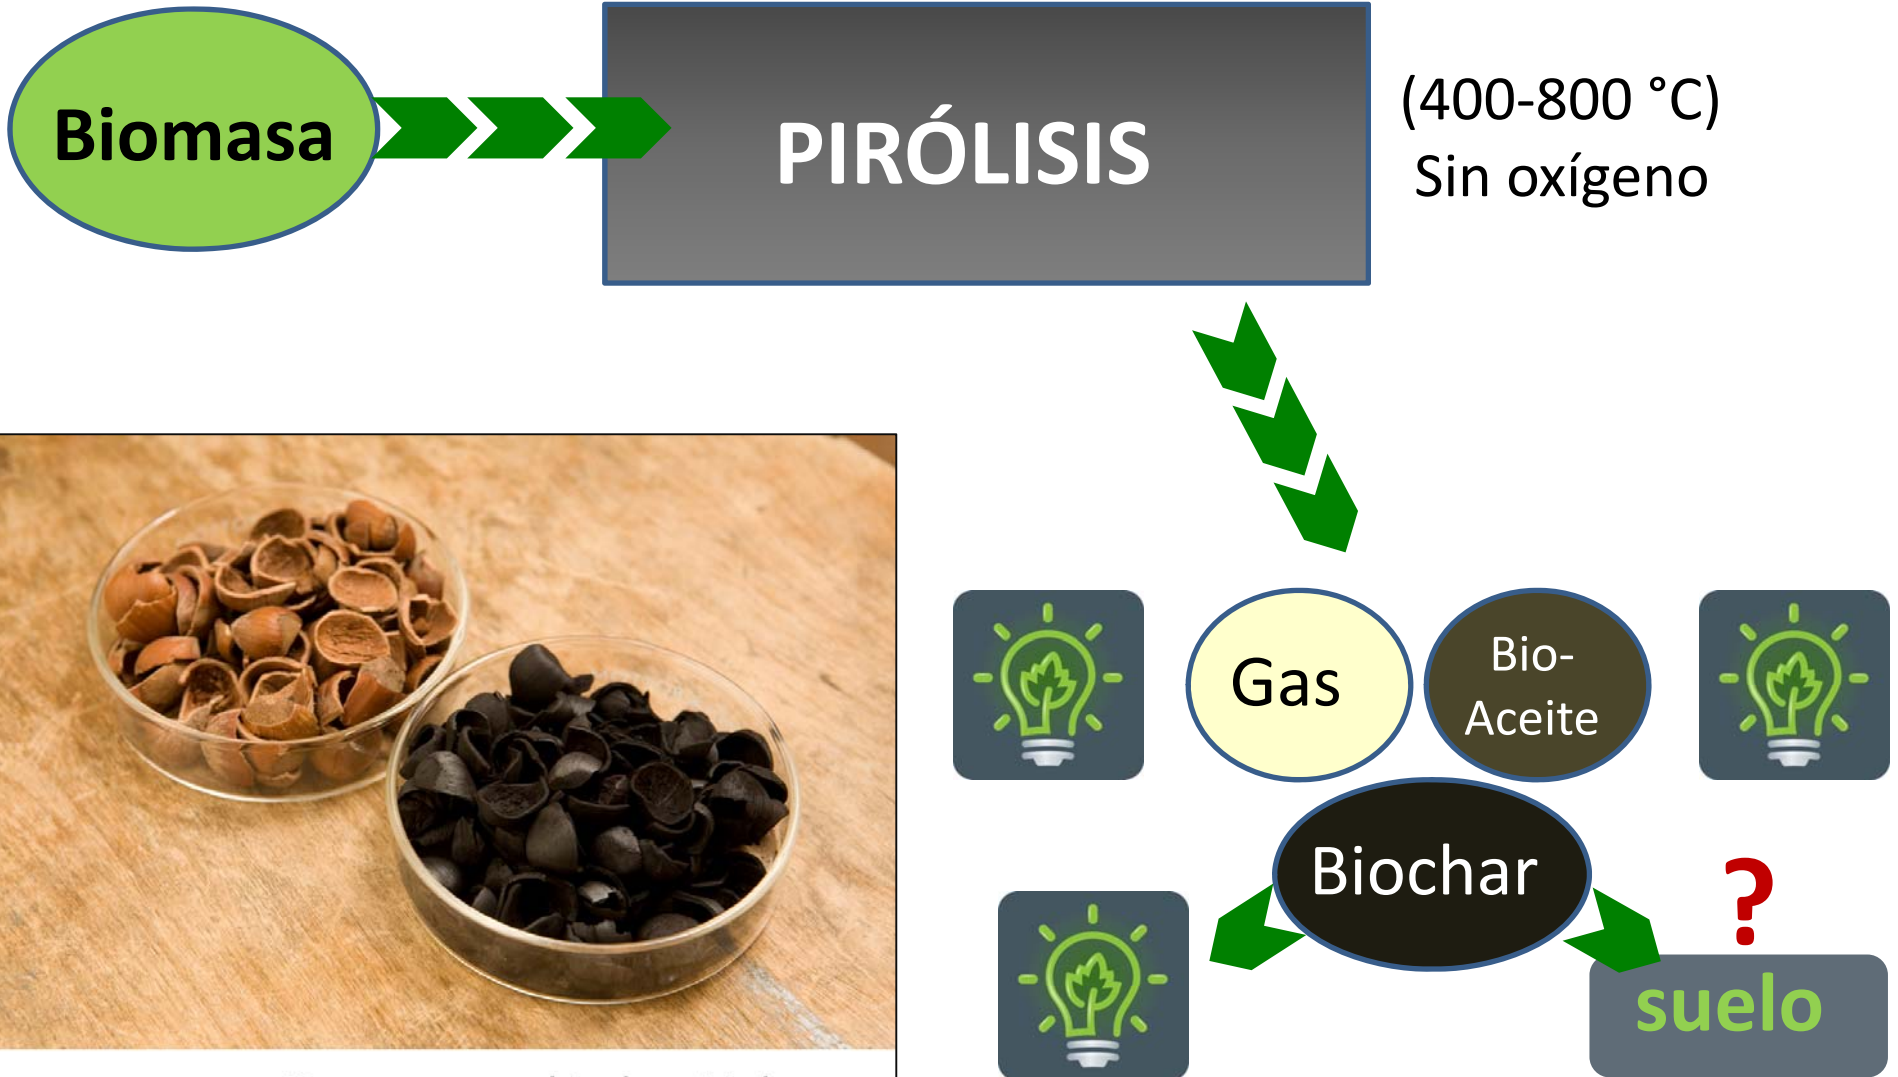 Biomasa
PIRÓLISIS
(400-800 °C)
Sin oxígeno
Gas
Bio-
Aceite
Biochar
?
suelo